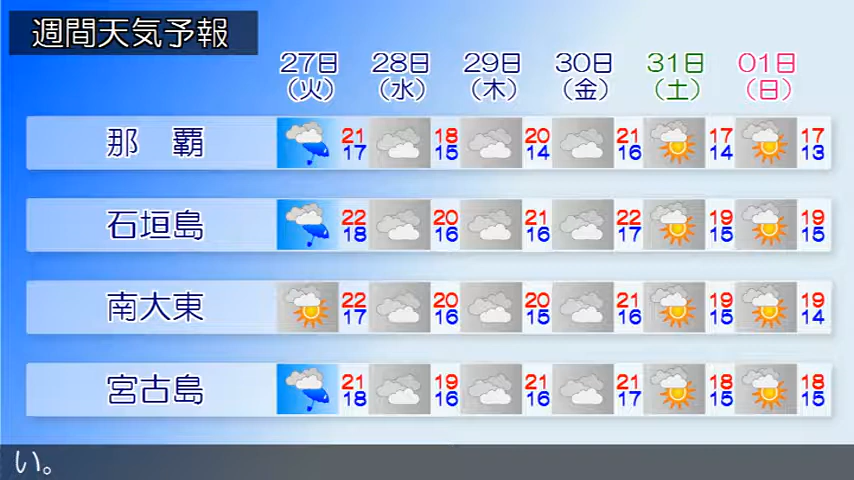 週間天気予報
27日 28日 29日 30日 31日 01日
（火） （水） （木） （金） （土） （日）
那　覇 21 17 18 15 20 14 21 16 17 14 17 13
石垣島 22 18 20 16 21 16 22 17 19 15 19 15
南大東 22 17 20 16 20 15 21 16 19 15 19 14
宮古島 21 18 19 16 21 16 21 17 18 15 18 15
い。